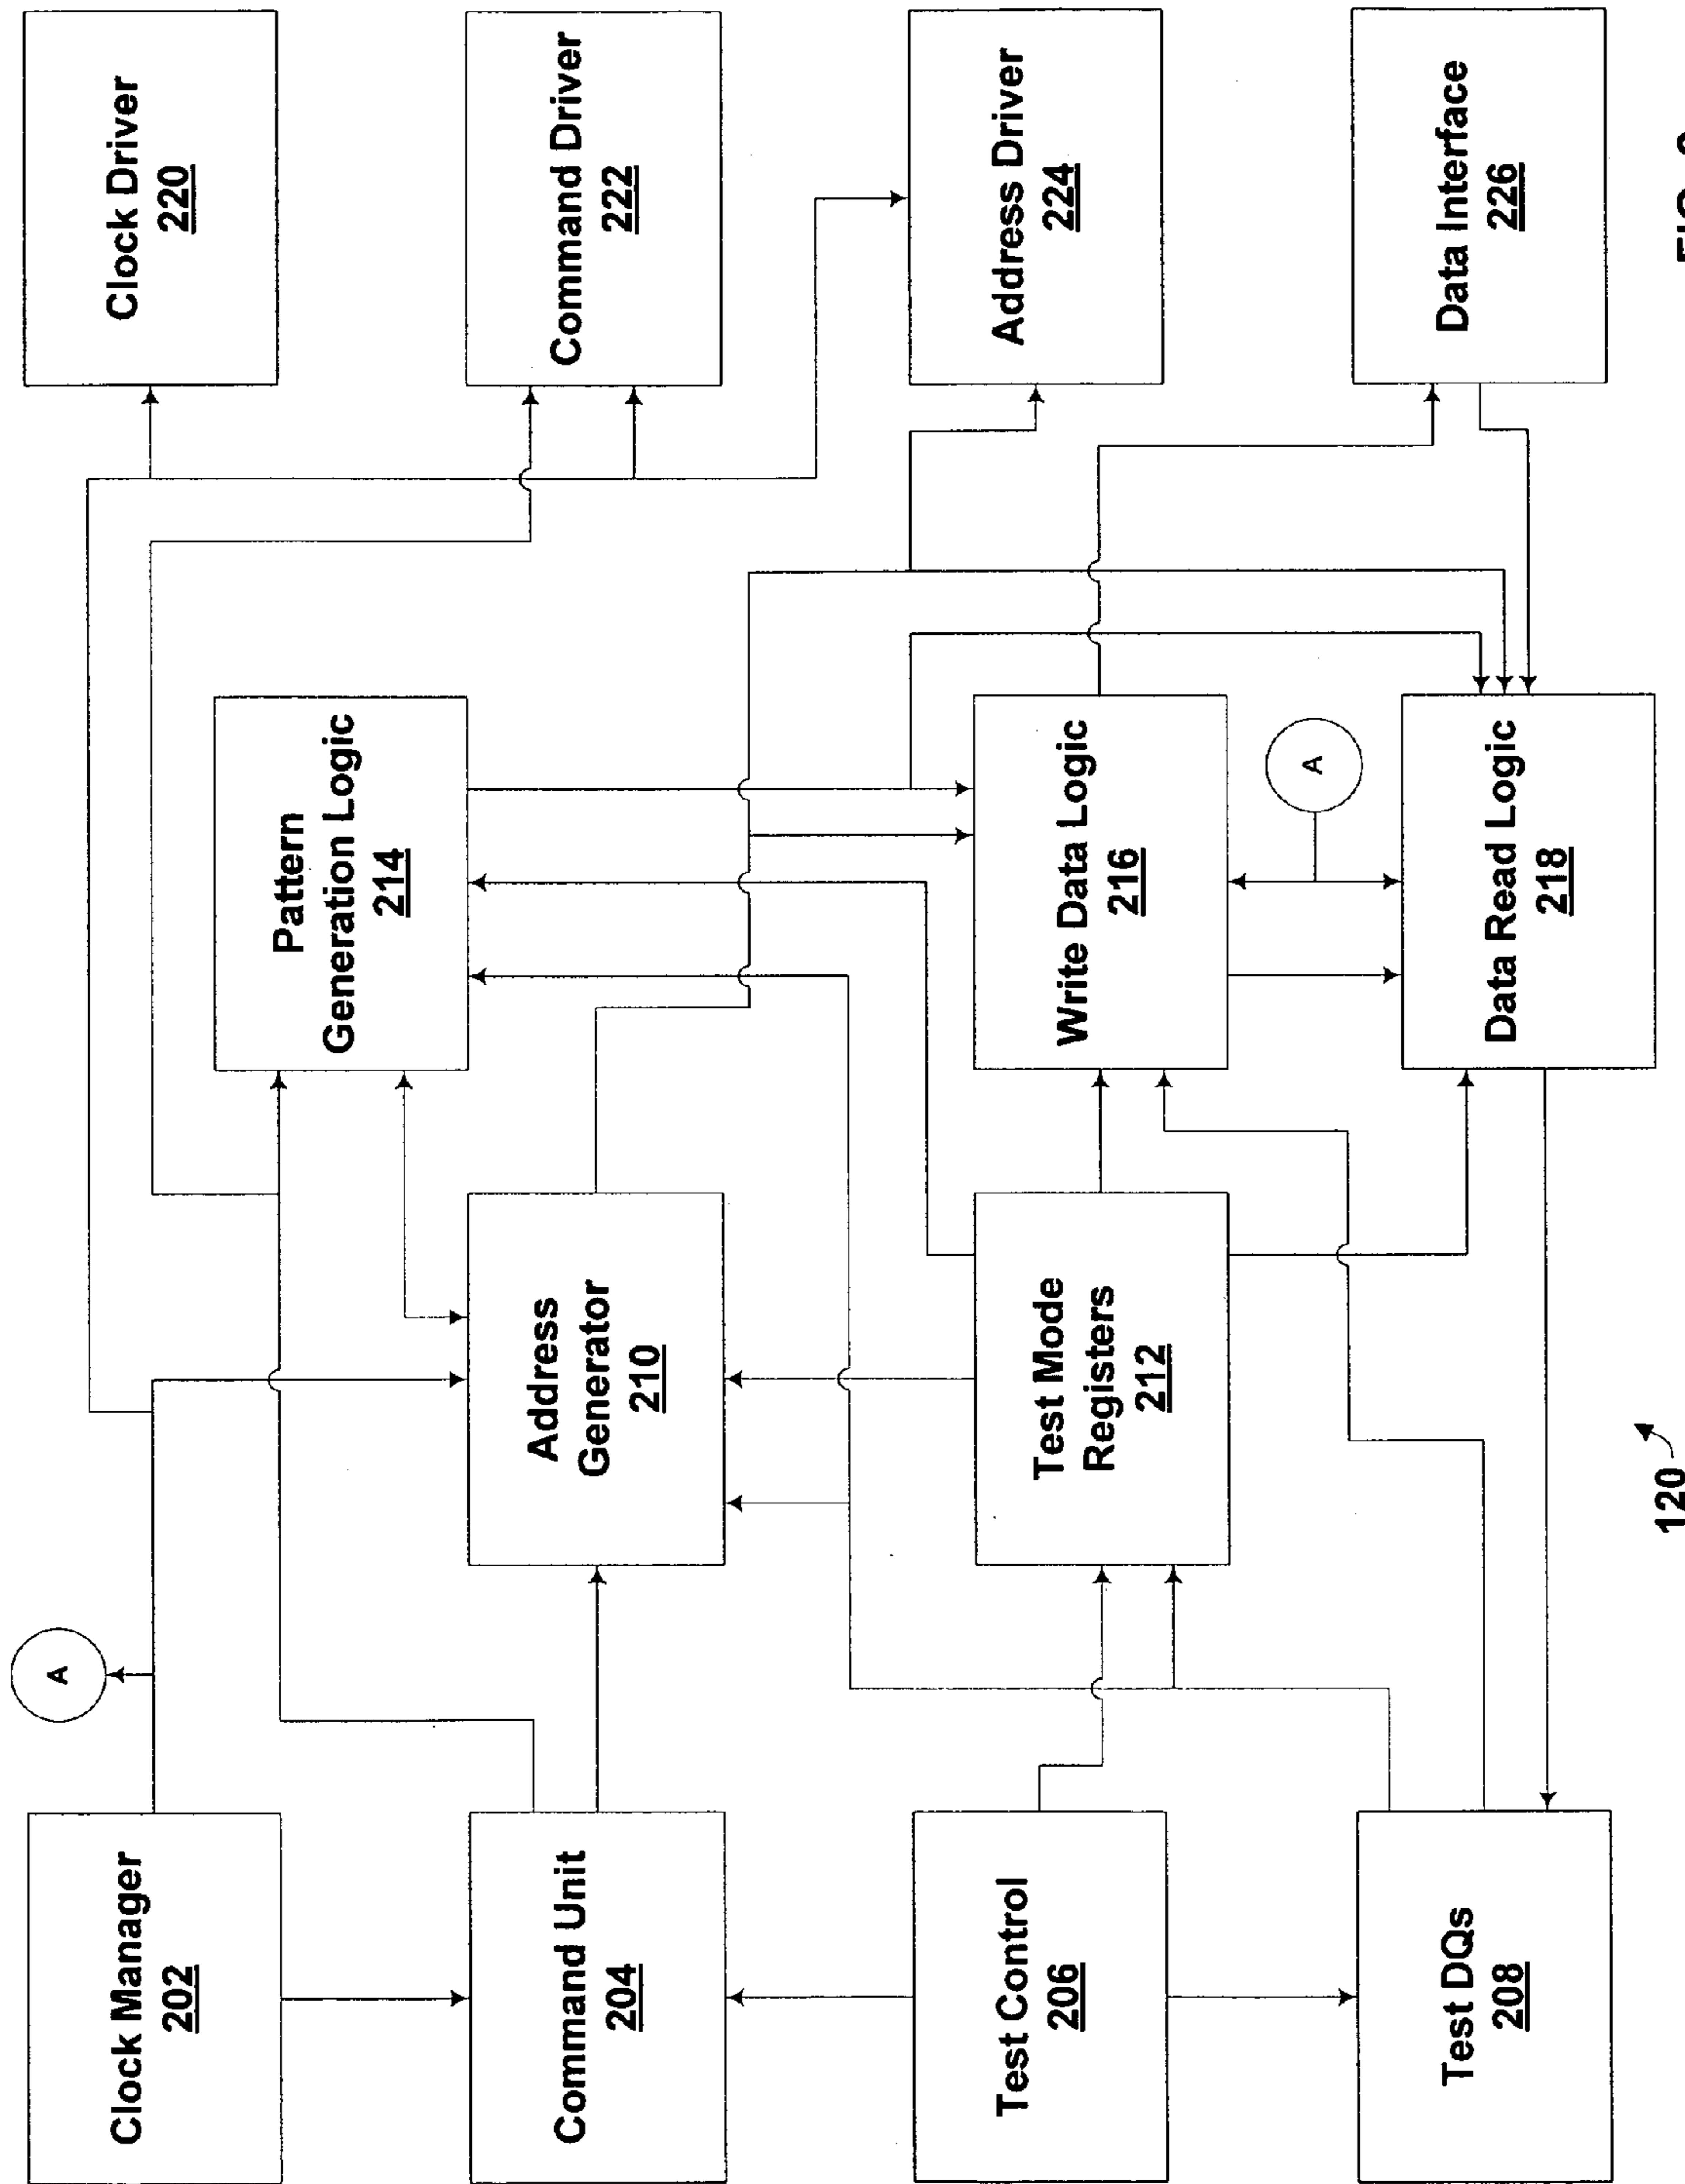 Clock Manager
202
Command Unit
204
Test Control
206
Test DQs
208
A
Address
Generator
210
Test Mode
Registers
212
Pattern
Generation Logic
214
Write Data Logic
216
A
Data Read Logic
218
Clock Driver
220
Command Driver
222
Address Driver
224
Data Interface
226
120